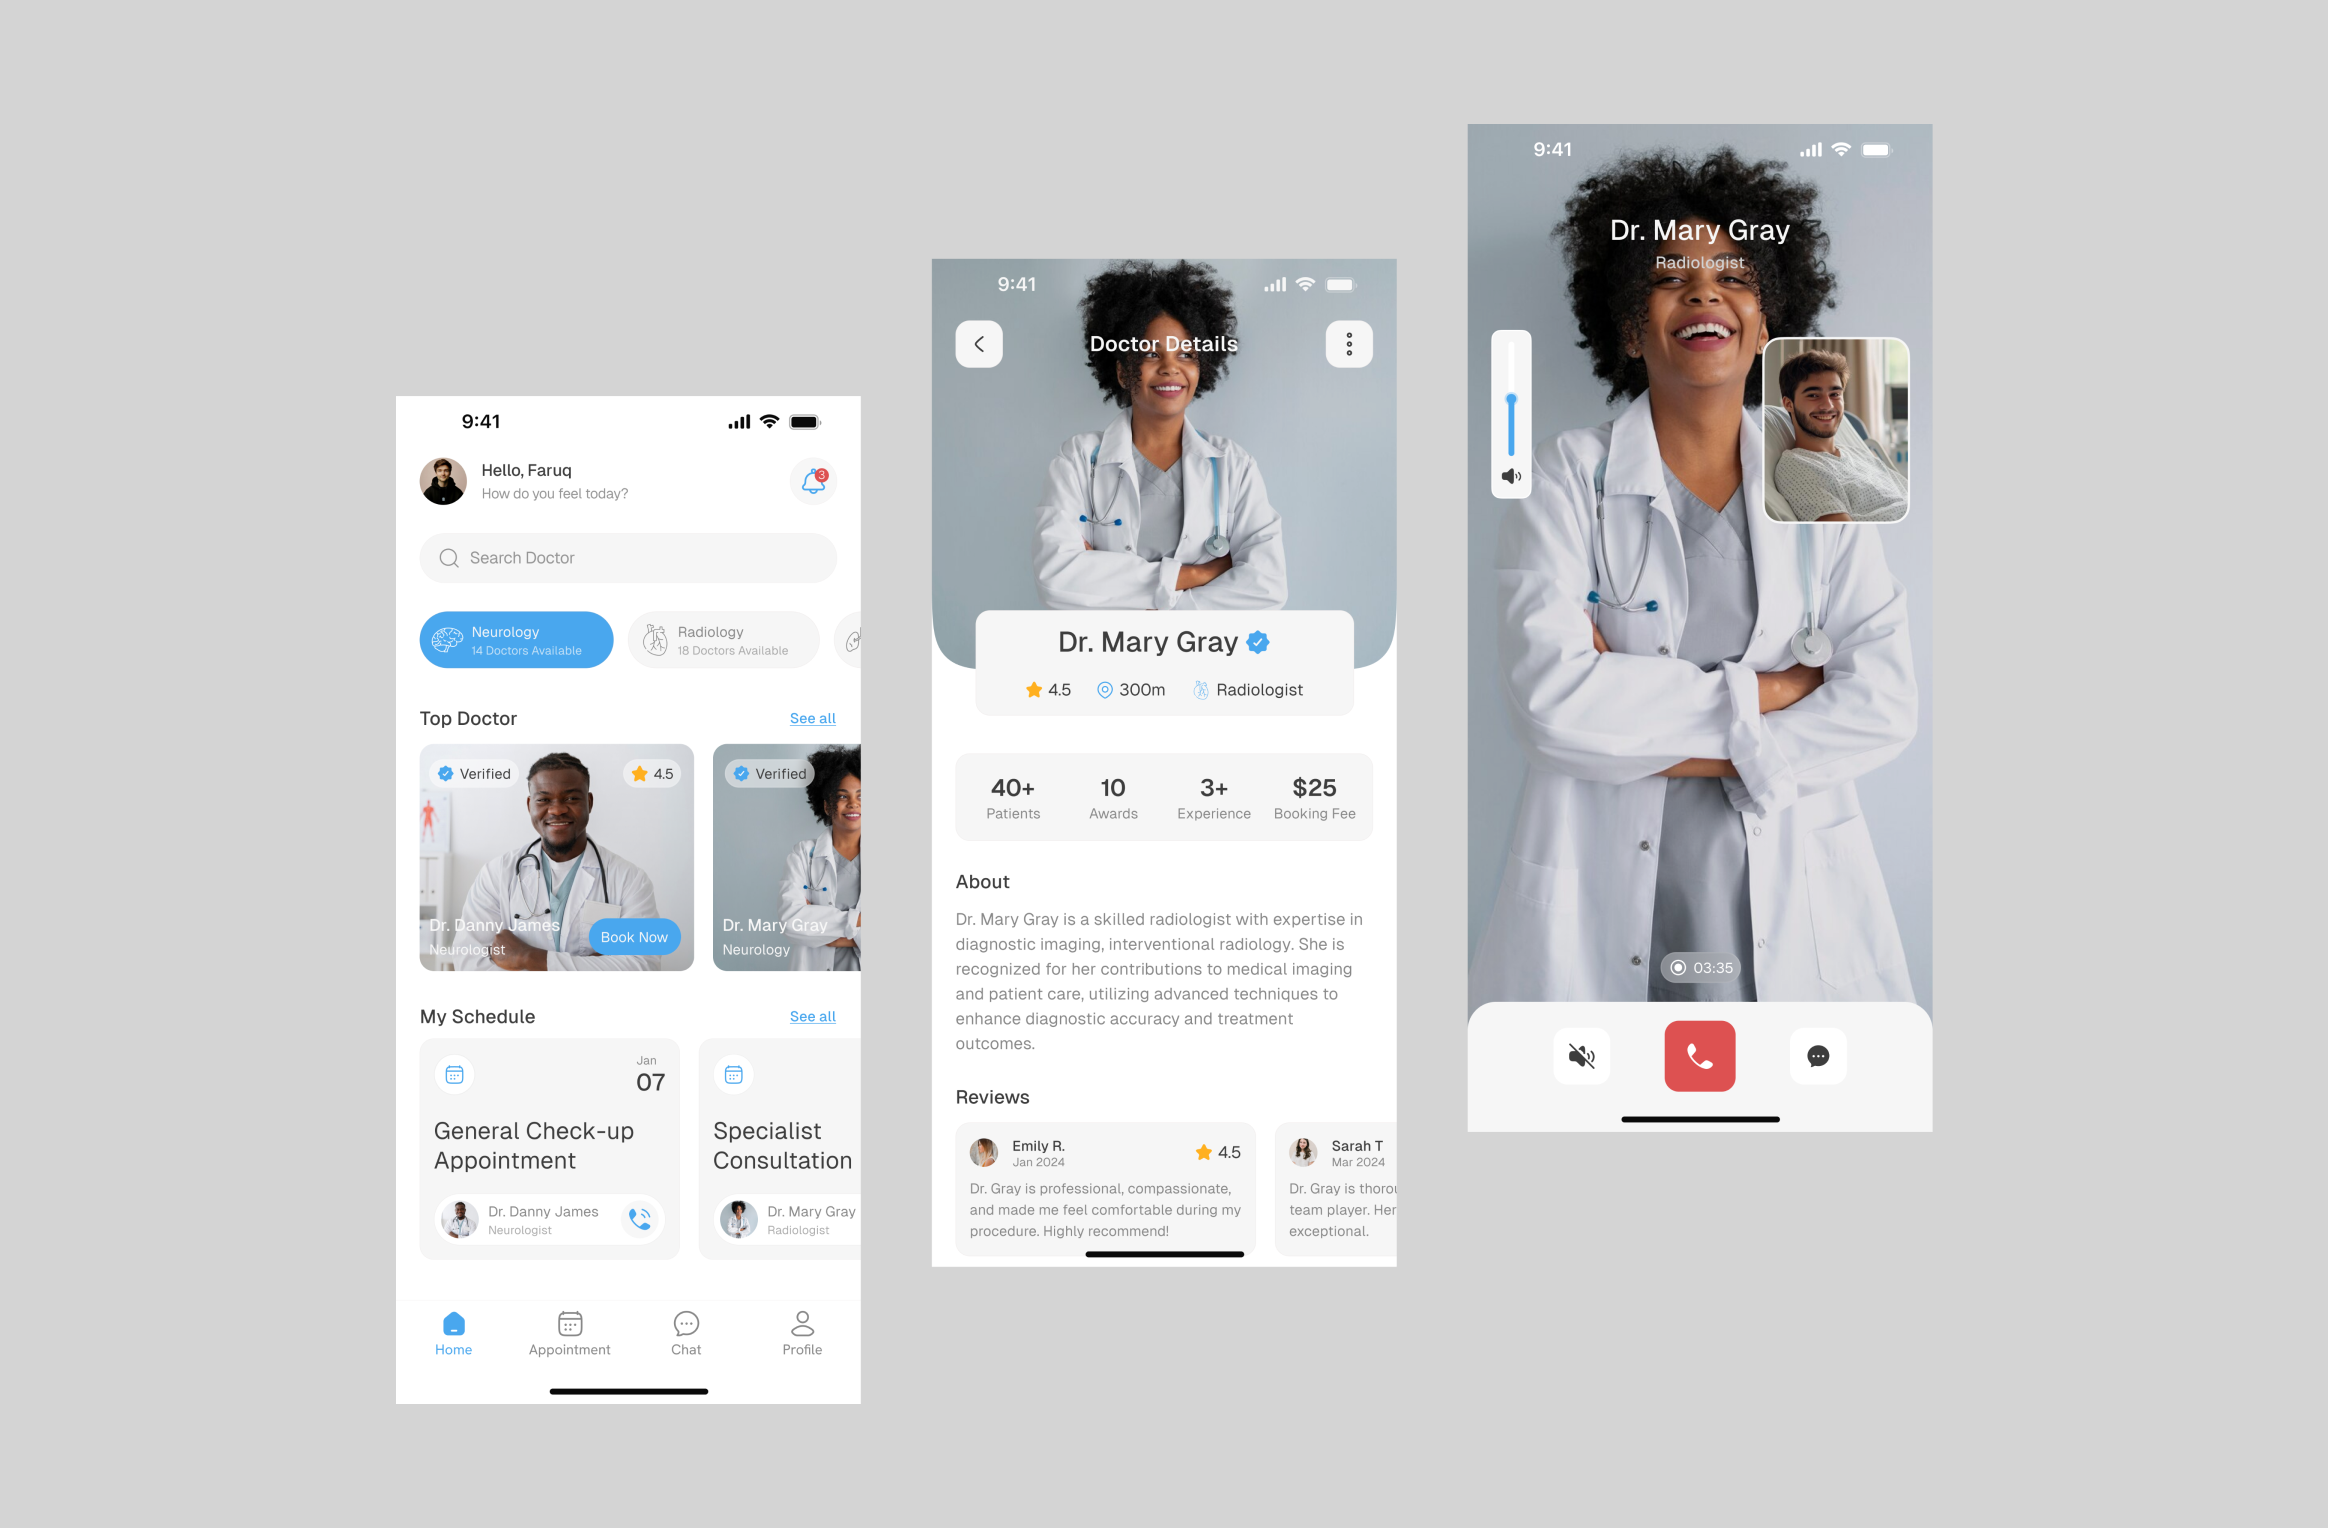 9:41
Hello, Faruq
How do you feel today?
3
Search Doctor
Neurology
14 Doctors Available
Radiology
18 Doctors Available
Top Doctor
See all
Verified
4.5
Dr. Danny James
Neurologist
Book Now
Verified
Dr. Mary Gray
Neurology
My Schedule
See all
Jan
07
General Check-up
Appointment
Dr. Danny James
Neurologist
Specialist
Consultation
Dr. Mary Gray
Radiologist
Home
Appointment
Chat
Profile
9:41
Doctor Details
Dr. Mary Gray
4.5
300m
Radiologist
40+
Patients
10
Awards
3+
Experience
$25
Booking Fee
About
Dr. Mary Gray is a skilled radiologist with expertise in
diagnostic imaging, interventional radiology. She is
recognized for her contributions to medical imaging
and patient care, utilizing advanced techniques to
enhance diagnostic accuracy and treatment
outcomes.
Reviews
Emily R.
Jan 2024
4.5
Dr. Gray is professional, compassionate,
and made me feel comfortable during my
procedure. Highly recommend!
Sarah T
Mar 2024
Dr. Gray is thorou
team player. Her
exceptional.
9:41
Dr. Mary Gray
Radiologist
03:35